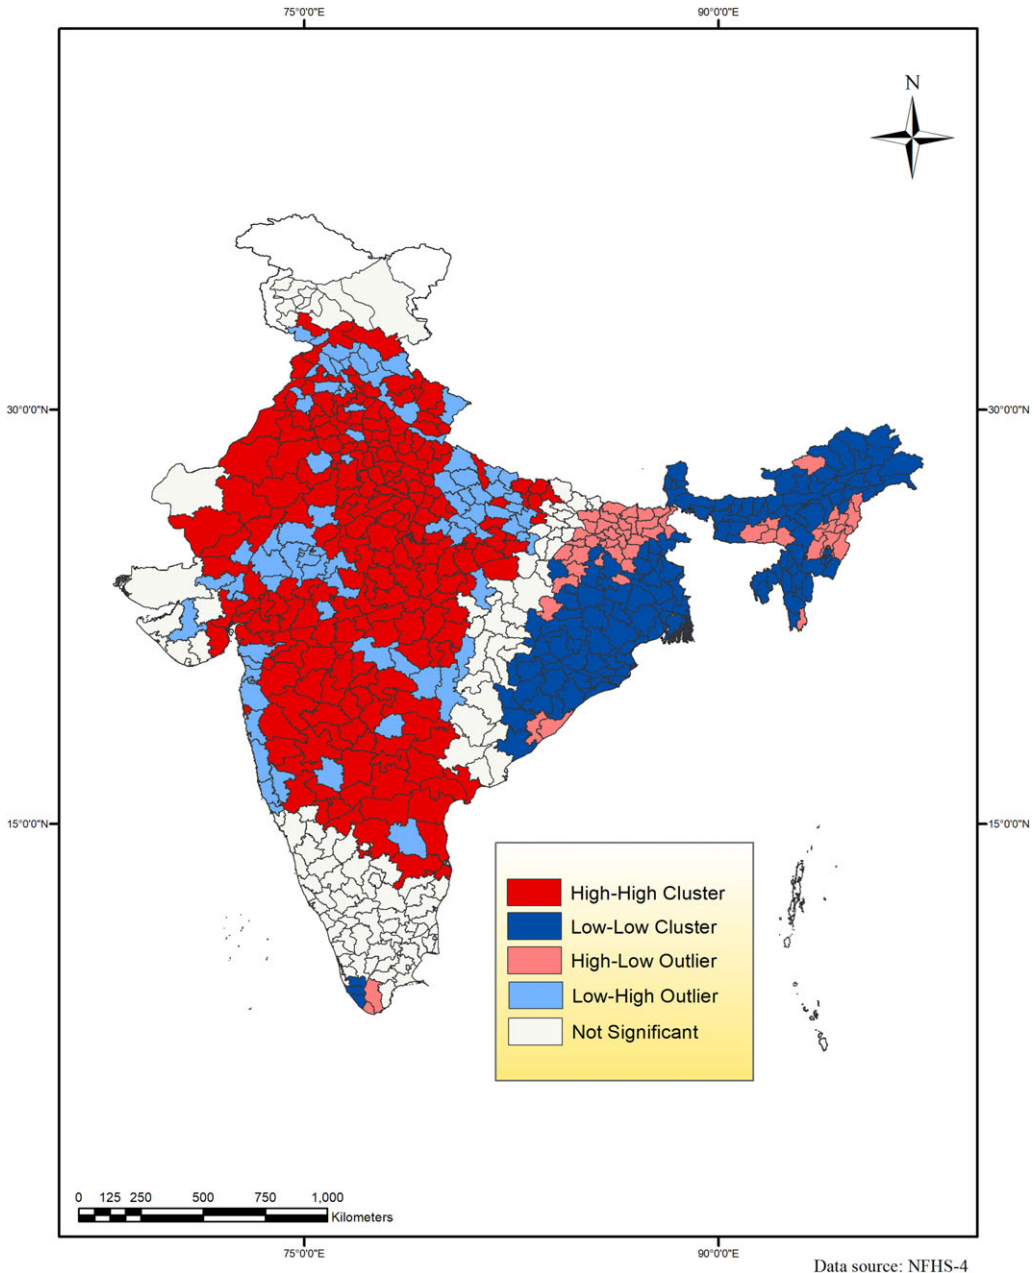 75°0'0"E 90°0'0"E
N
30°0'0"N 30°0'0"N
15°0'0"N 15°0'0"N
High-High Cluster
Low-Low Cluster
High-Low Outlier
Low-High Outlier
Not Significant
0 125 250 500 750 1,000
Kilometers
75°0'0"E 90°0'0"E
Data source: NFHS-4